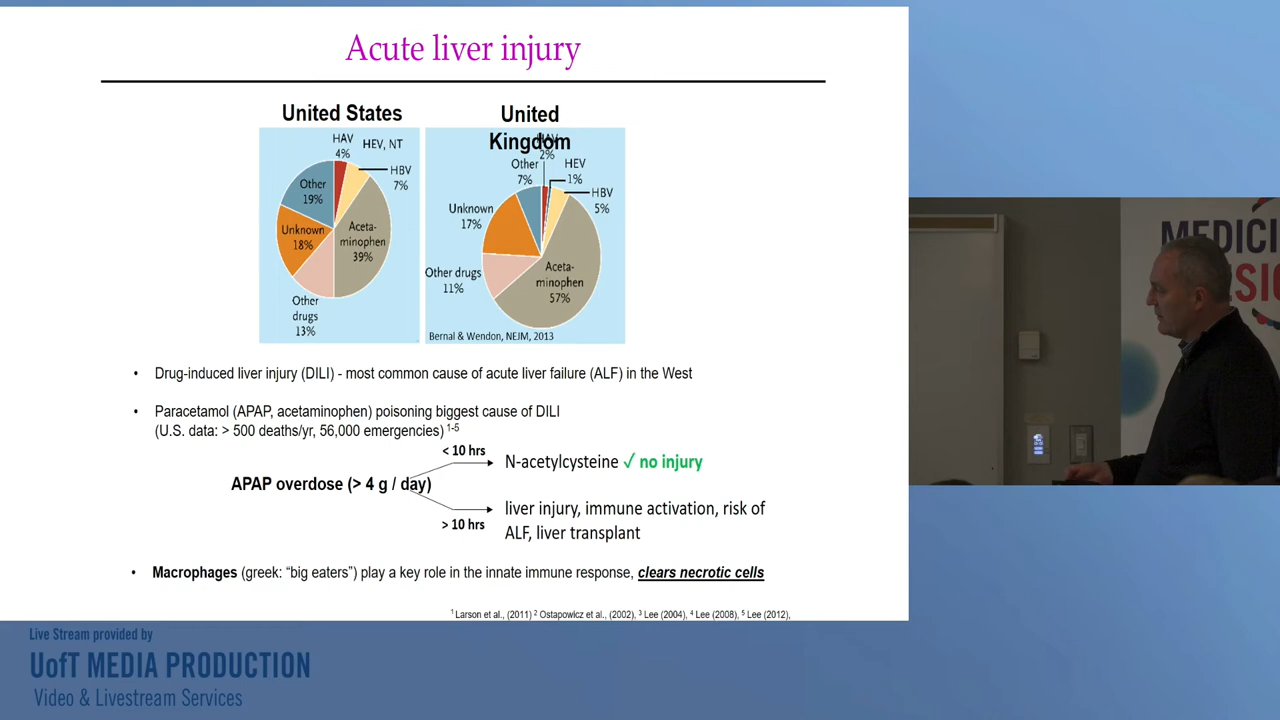 Acute liver injury
United States
United
Kingdom
HAV
4%
HEV, NT
HBV
7%
Other
19%
Unknown
18%
Aceta-
minophen
39%
Other
drugs
13%
2%
Other
7%
HEV
1%
HBV
5%
Unknown
17%
Other drugs
11%
Aceta-
minophen
57%
Bernal & Wendon, NEJM, 2013
• Drug-induced liver injury (DILI) - most common cause of acute liver failure (ALF) in the West
• Paracetamol (APAP, acetaminophen) poisoning biggest cause of DILI
(U.S. data: > 500 deaths/yr, 56,000 emergencies) 1-5
< 10 hrs
N-acetylcysteine ✓ no injury
APAP overdose (> 4 g / day)
> 10 hrs
liver injury, immune activation, risk of
ALF, liver transplant
• Macrophages (greek: “big eaters”) play a key role in the innate immune response, clears necrotic cells
1 Larson et al., (2011) 2 Ostapowicz et al., (2002), 3 Lee (2004), 4 Lee (2008), 5 Lee (2012),
MEDICI
Live Stream provided by
UofT MEDIA PRODUCTION
Video & Livestream Services